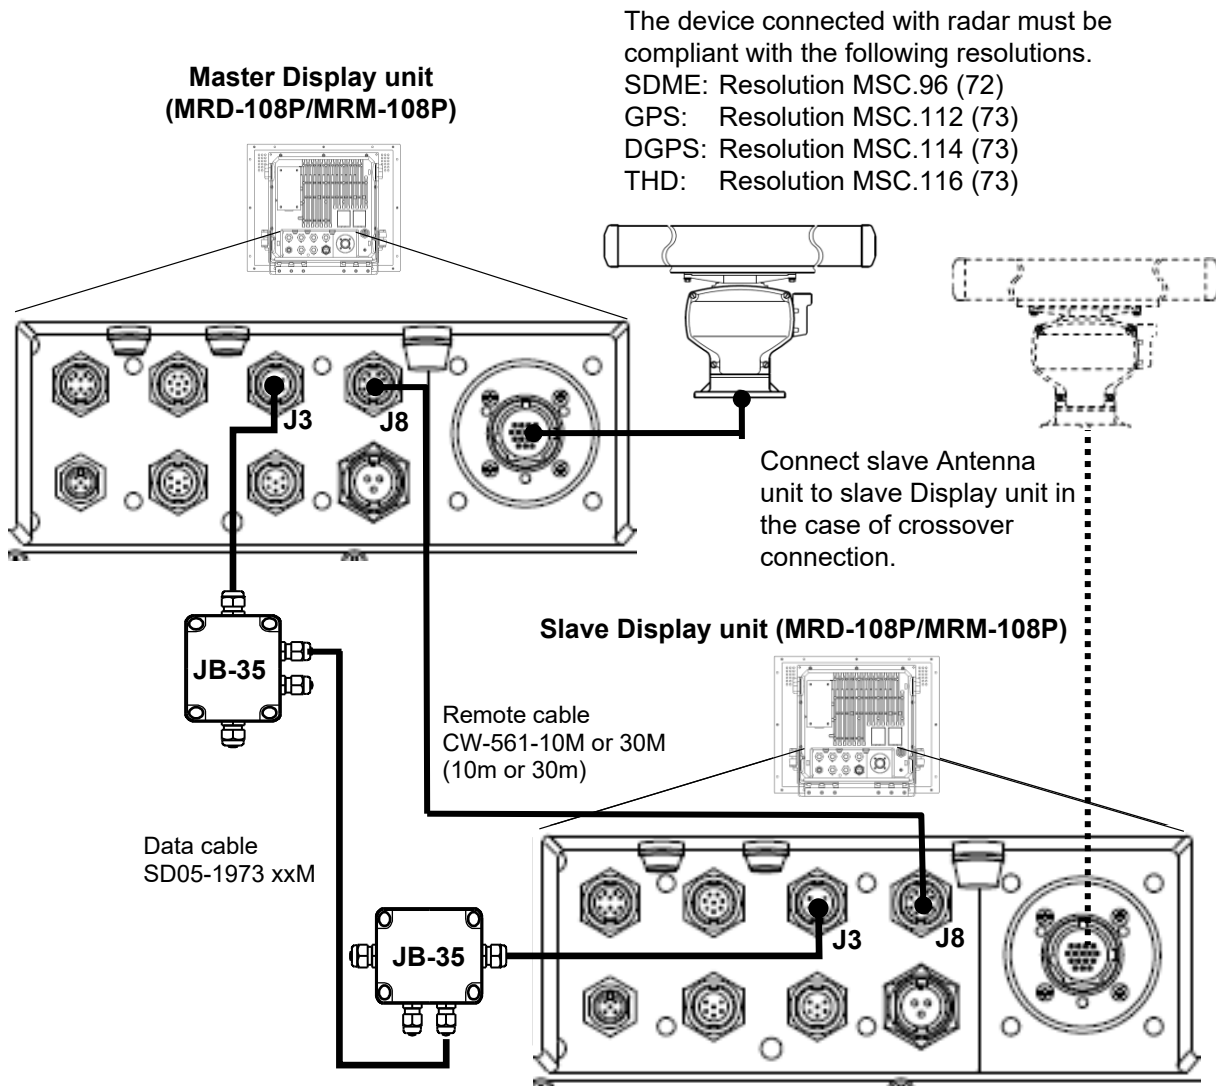 The device connected with radar must be
compliant with the following resolutions.
SDME: Resolution MSC.96 (72)
GPS: Resolution MSC.112 (73)
DGPS: Resolution MSC.114 (73)
THD: Resolution MSC.116 (73)
Master Display unit
(MRD-108P/MRM-108P)
J3
J8
Connect slave Antenna
unit to slave Display unit in
the case of crossover
connection.
Slave Display unit (MRD-108P/MRM-108P)
JB-35
Remote cable
CW-561-10M or 30M
(10m or 30m)
Data cable
SD05-1973 xxM
JB-35
J3
J8